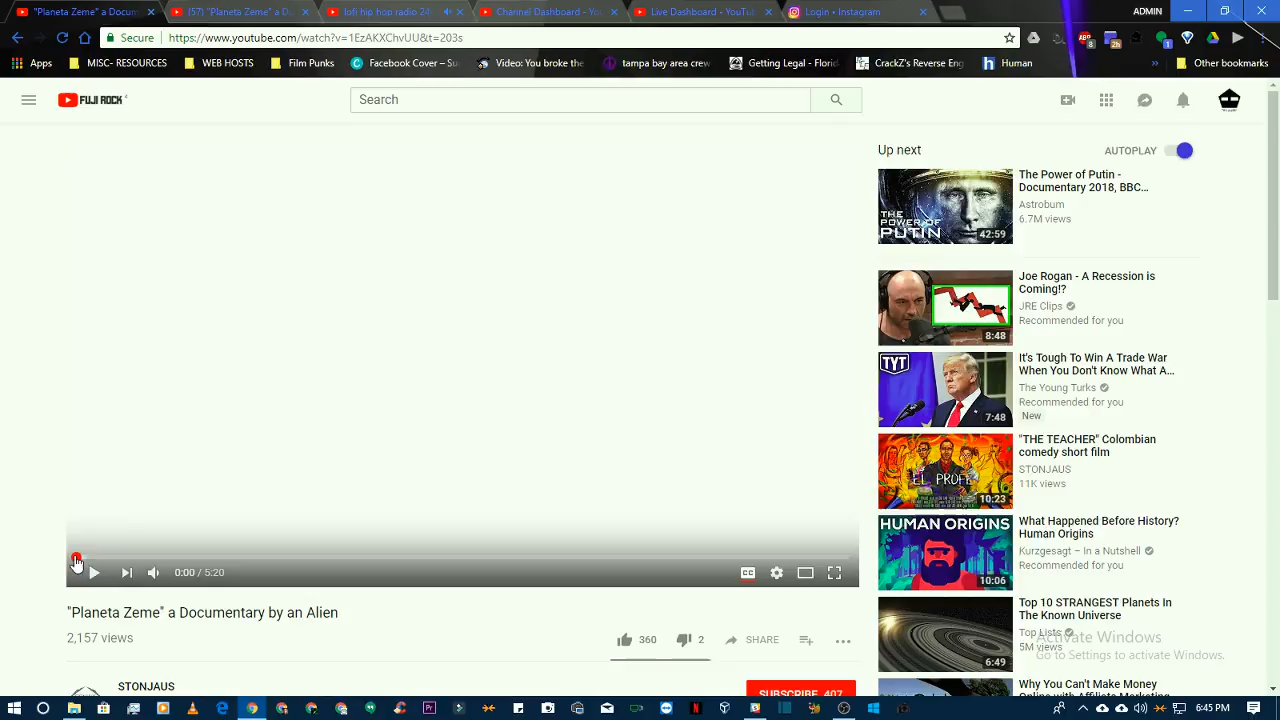 "Planeta Zeme" a Docum
(57) "Planeta Zeme" a D
lofi hip hop radio 24
Channel Dashboard - Yo
Live Dashboard - YouTu
Login • Instagram
ADMIN
Secure https://www.youtube.com/watch?v=1EzAKXChvUU&t=203s
Apps MISC- RESOURCES WEB HOSTS Film Punks Facebook Cover – Su Video: You broke the tampa bay area crew Getting Legal - Florid CrackZ's Reverse Eng Human » Other bookmarks
FUJI ROCK
Search
Up next
AUTOPLAY
THE POWER OF PUTIN
42:59
The Power of Putin -
Documentary 2018, BBC...
Astrobum
6.7M views
8:48
Joe Rogan - A Recession is
Coming!?
JRE Clips
Recommended for you
TYT
7:48
It's Tough To Win A Trade War
When You Don't Know What A...
The Young Turks
Recommended for you
New
EL PROFE
10:23
"THE TEACHER" Colombian
comedy short film
STONJAUS
11K views
HUMAN ORIGINS
10:06
What Happened Before History?
Human Origins
Kurzgesagt – In a Nutshell
Recommended for you
6:49
Top 10 STRANGEST Planets In
The Known Universe
Top Lists
5M views
Why You Can't Make Money
Online with Affiliate Marketing
Activate Windows
Go to Settings to activate Windows.
0:00 / 5:20
CC
"Planeta Zeme" a Documentary by an Alien
2,157 views
360
2
SHARE
STONJAUS
SUBSCRIBE 407
6:45 PM